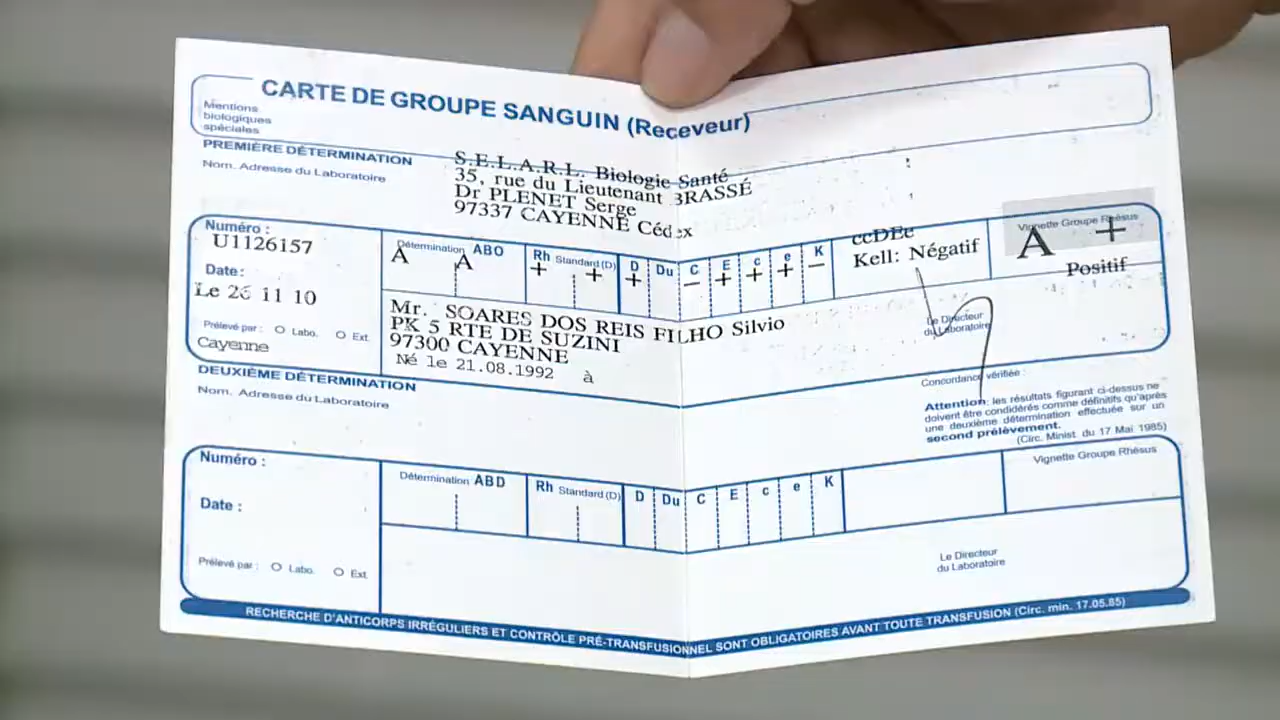 CARTE DE GROUPE SANGUIN (Receveur)
Mentions
biologiques
spéciales
PREMIÈRE DÉTERMINATION
Nom. Adresse du Laboratoire
S.E.L.A.R.L. Biologie Santé
35, rue du Lieutenant BRASSÉ
Dr PLENET Serge
97337 CAYENNE Cédex
Numéro :
U1126157
Date:
Le 26 11 10
Prélevé par : O Labo. O Ext.
Cayenne
Détermination ABO
A A
Rh Standard (D)
+ +
D Du C E c e K
+ − + + + −
ccDEe
Kell: Négatif
Vignette Groupe Rhésus
A +
Positif
Mr. SOARES DOS REIS FILHO Silvio
PK 5 RTE DE SUZINI
97300 CAYENNE
Né le 21.08.1992 à
Le Directeur
du Laboratoire
Concordance vérifiée :
Attention: les résultats figurant ci-dessus ne
doivent être condidérés comme définitifs qu'après
une deuxième détermination effectuée sur un
second prélèvement.
(Circ. Minist. du 17 Mai 1985)
DEUXIÈME DÉTERMINATION
Nom. Adresse du Laboratoire
Numéro :
Date :
Prélevé par : O Labo. O Ext.
Détermination ABD
Rh Standard (D)
D Du C E c e K
Vignette Groupe Rhésus
Le Directeur
du Laboratoire
RECHERCHE D'ANTICORPS IRRÉGULIERS ET CONTRÔLE PRÉ-TRANSFUSIONNEL SONT OBLIGATOIRES AVANT TOUTE TRANSFUSION (Circ. min. 17.05.85)